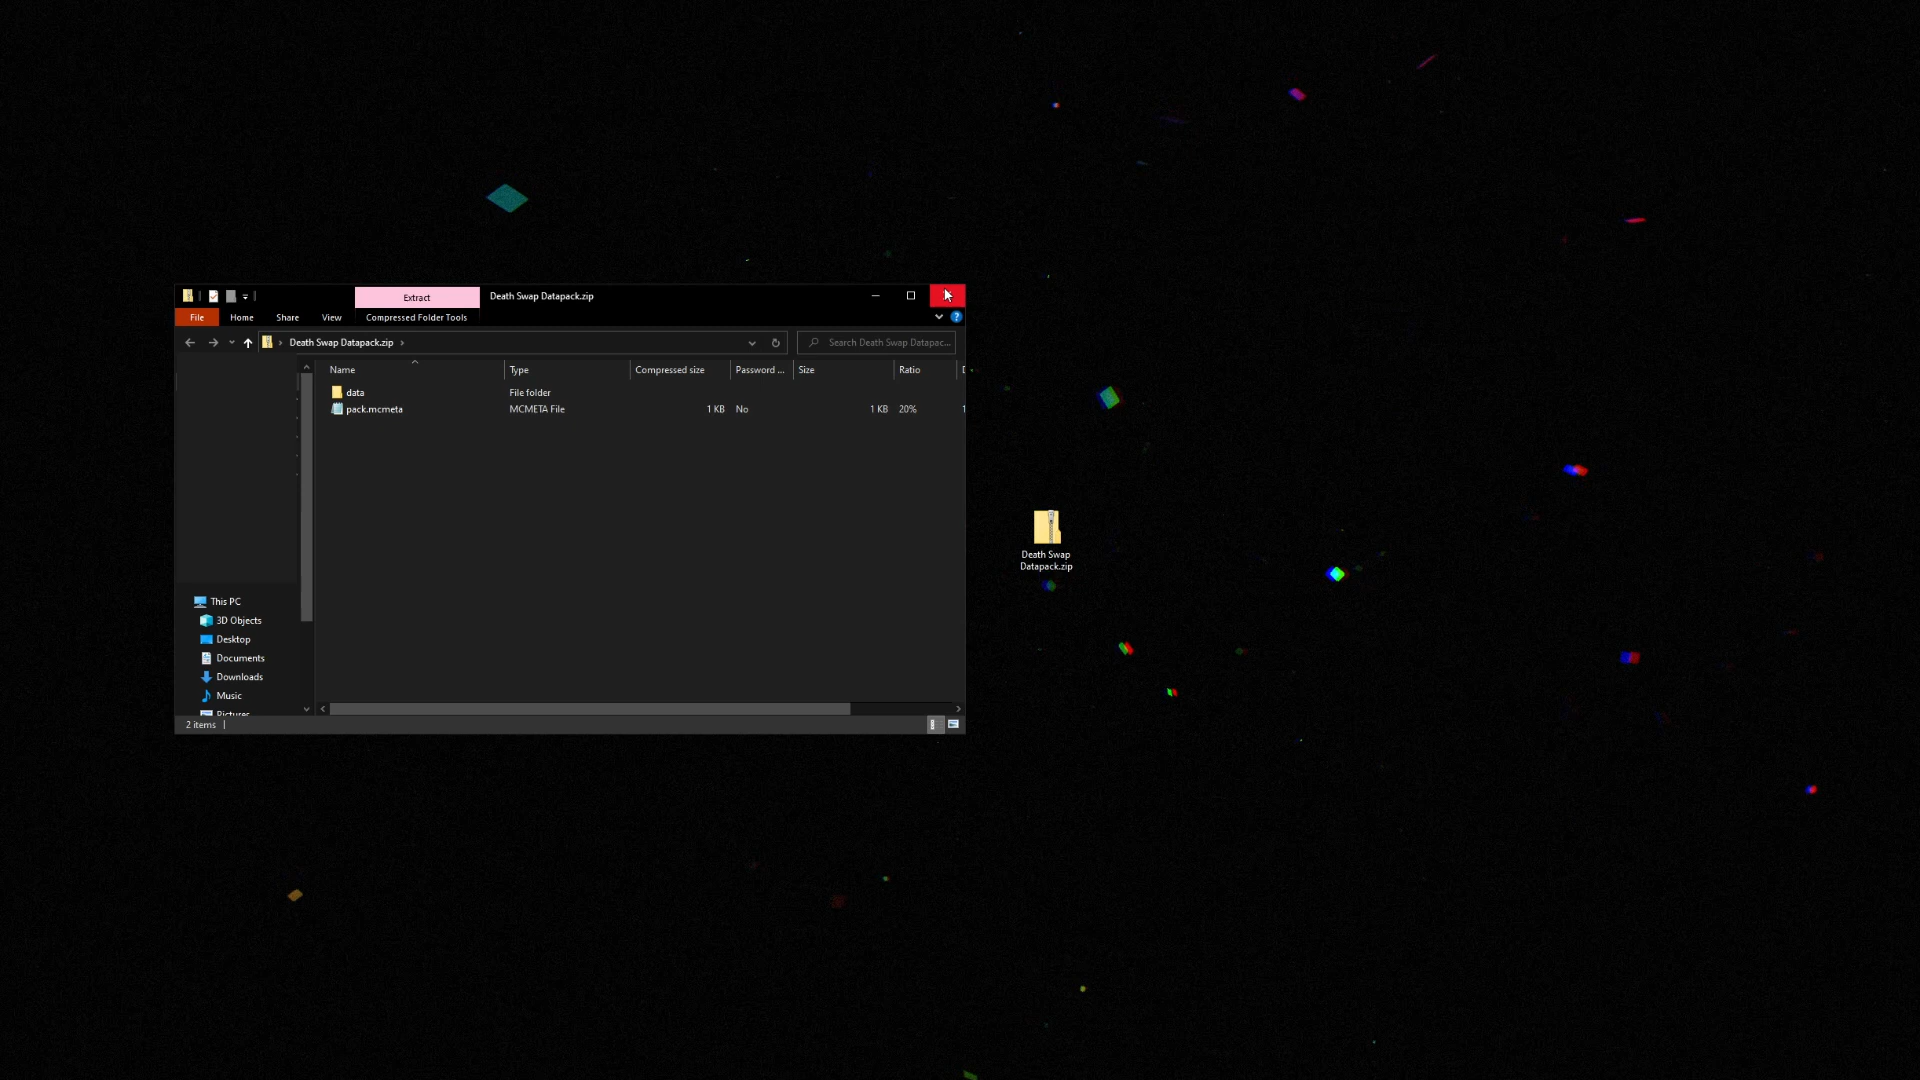 Extract
Death Swap Datapack.zip
File
Home
Share
View
Compressed Folder Tools
Death Swap Datapack.zip
Search Death Swap Datapac...
Name
Type
Compressed size
Password ...
Size
Ratio
data
File folder
pack.mcmeta
MCMETA File
1 KB
No
1 KB
20%
This PC
3D Objects
Desktop
Documents
Downloads
Music
Pictures
2 items
Death Swap
Datapack.zip